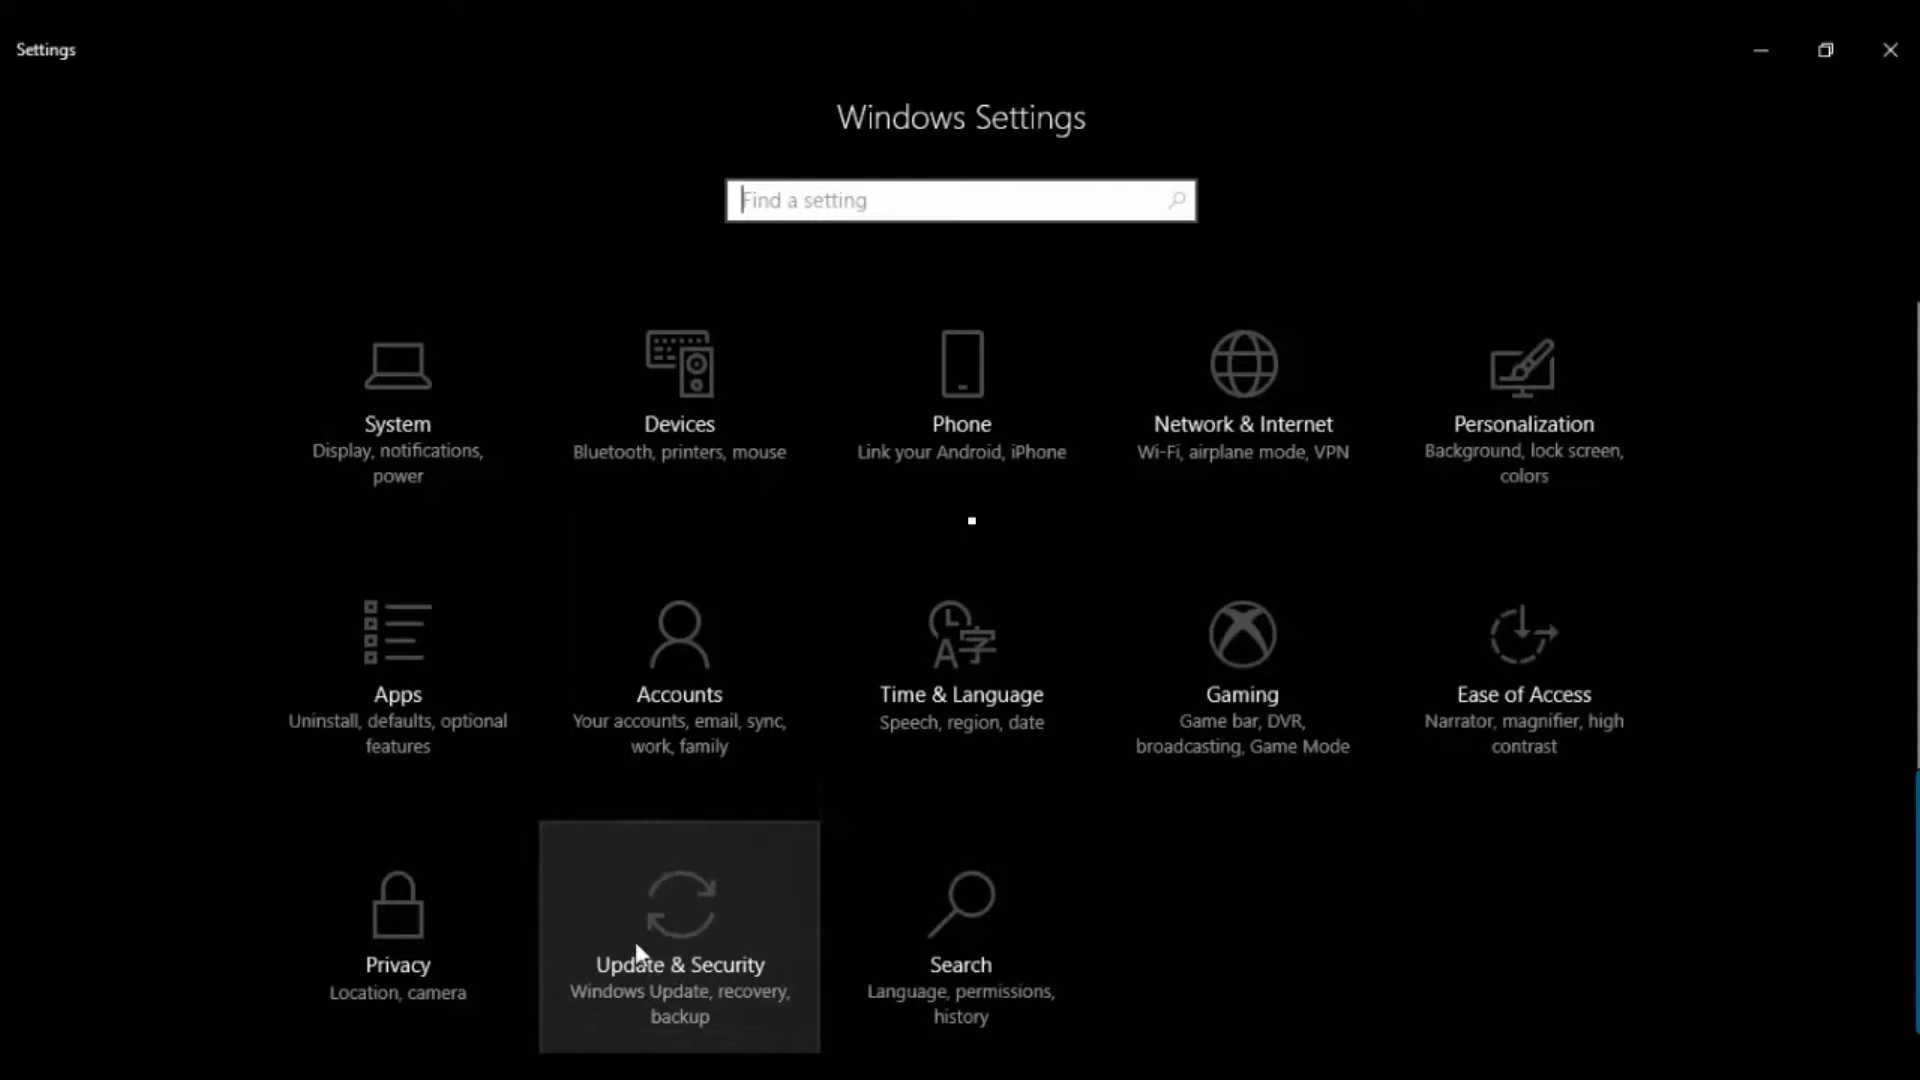 Settings
Windows Settings
Find a setting
System
Display, notifications,
power
Devices
Bluetooth, printers, mouse
Phone
Link your Android, iPhone
Network & Internet
Wi-Fi, airplane mode, VPN
Personalization
Background, lock screen,
colors
Apps
Uninstall, defaults, optional
features
Accounts
Your accounts, email, sync,
work, family
Time & Language
Speech, region, date
Gaming
Game bar, DVR,
broadcasting, Game Mode
Ease of Access
Narrator, magnifier, high
contrast
Privacy
Location, camera
Update & Security
Windows Update, recovery,
backup
Search
Language, permissions,
history